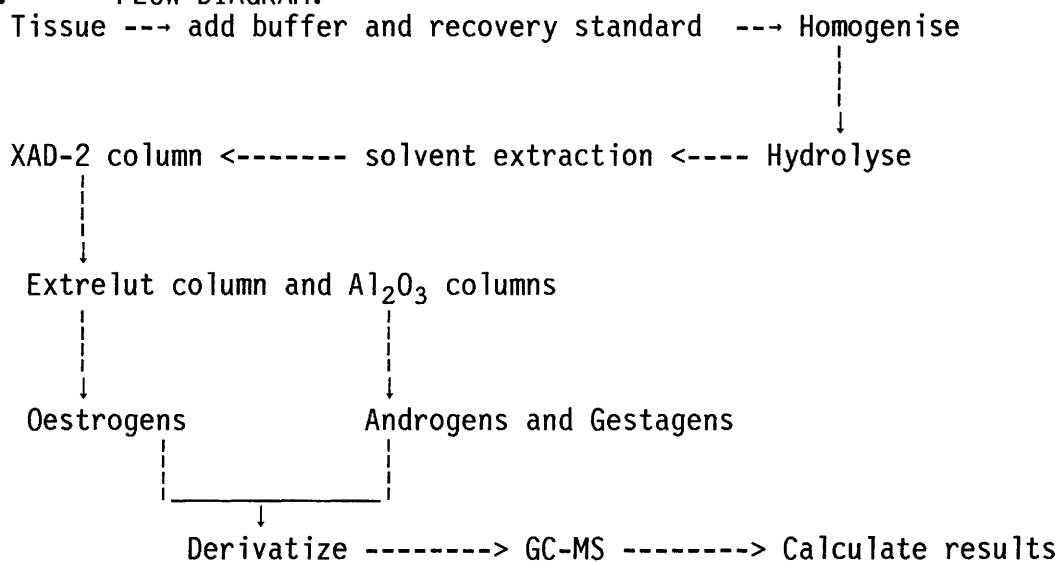 FLOW DIAGRAM.
Tissue ---→ add buffer and recovery standard ---→ Homogenise
XAD-2 column <------- solvent extraction <---- Hydrolyse
Extrelut column and Al₂O₃ columns
Oestrogens Androgens and Gestagens
Derivatize --------> GC-MS --------> Calculate results